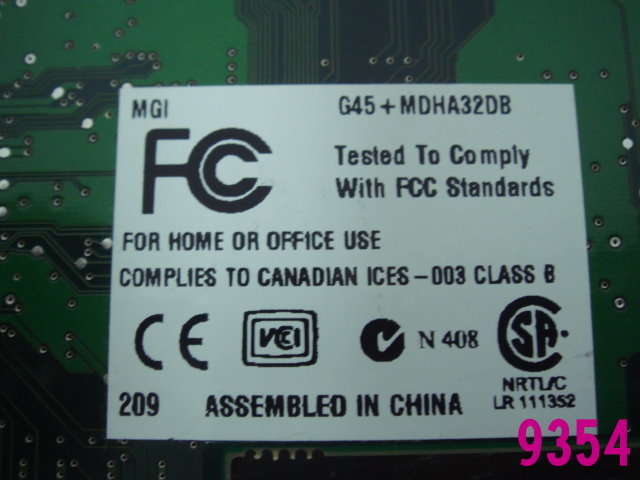 MGI G45+MDHA32DB
FC
Tested To Comply
With FCC Standards
FOR HOME OR OFFICE USE
COMPLIES TO CANADIAN ICES-003 CLASS B
CE VCCI N 408 SA
NRTL/C
LR 111352
209 ASSEMBLED IN CHINA
9354